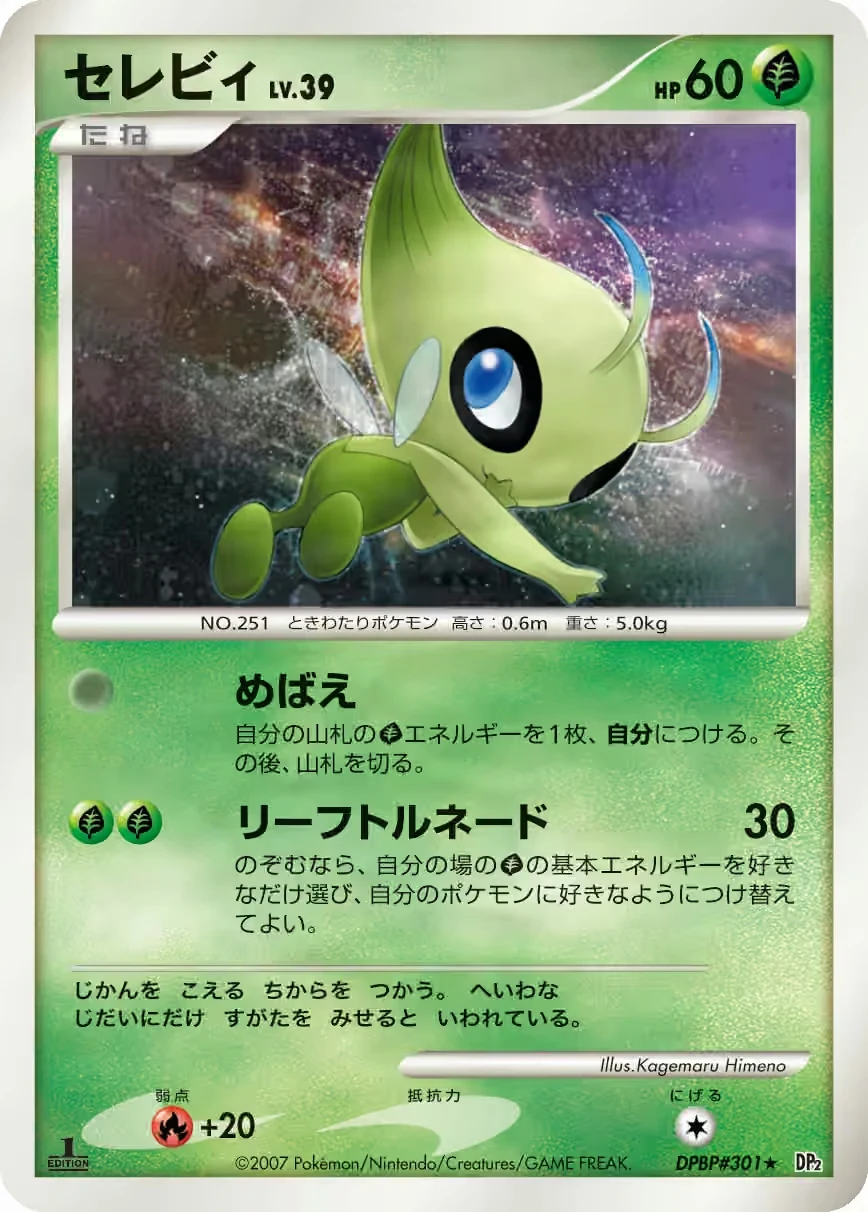 セレビィ LV.39 HP60
たね
NO.251 ときわたりポケモン 高さ:0.6m 重さ:5.0kg
めばえ
自分の山札のエネルギーを1枚、自分につける。そ
の後、山札を切る。
リーフトルネード 30
のぞむなら、自分の場のの基本エネルギーを好き
なだけ選び、自分のポケモンに好きなようにつけ替え
てよい。
じかんを こえる ちからを つかう。 へいわな
じだいにだけ すがたを みせると いわれている。
Illus.Kagemaru Himeno
弱点 抵抗力 にげる
+20
1 EDITION
©2007 Pokémon/Nintendo/Creatures/GAME FREAK.
DPBP#301★ DP2